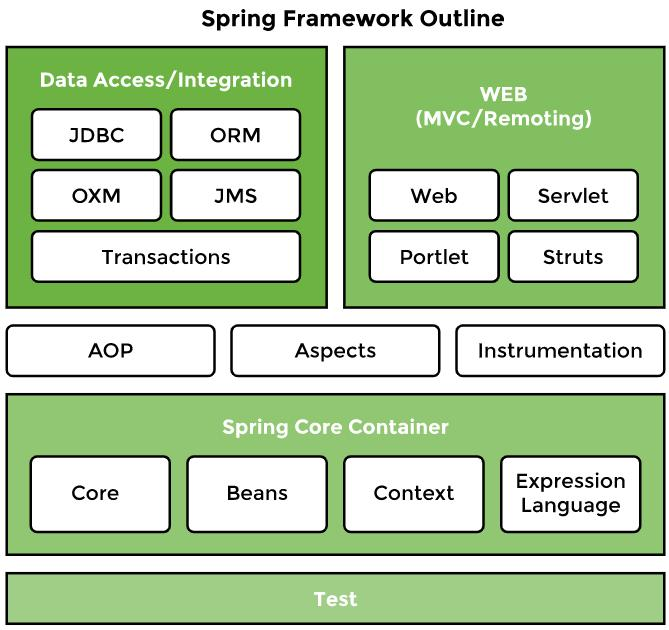 Spring Framework Outline
Data Access/Integration
JDBC
ORM
OXM
JMS
Transactions
WEB
(MVC/Remoting)
Web
Servlet
Portlet
Struts
AOP
Aspects
Instrumentation
Spring Core Container
Core
Beans
Context
Expression
Language
Test